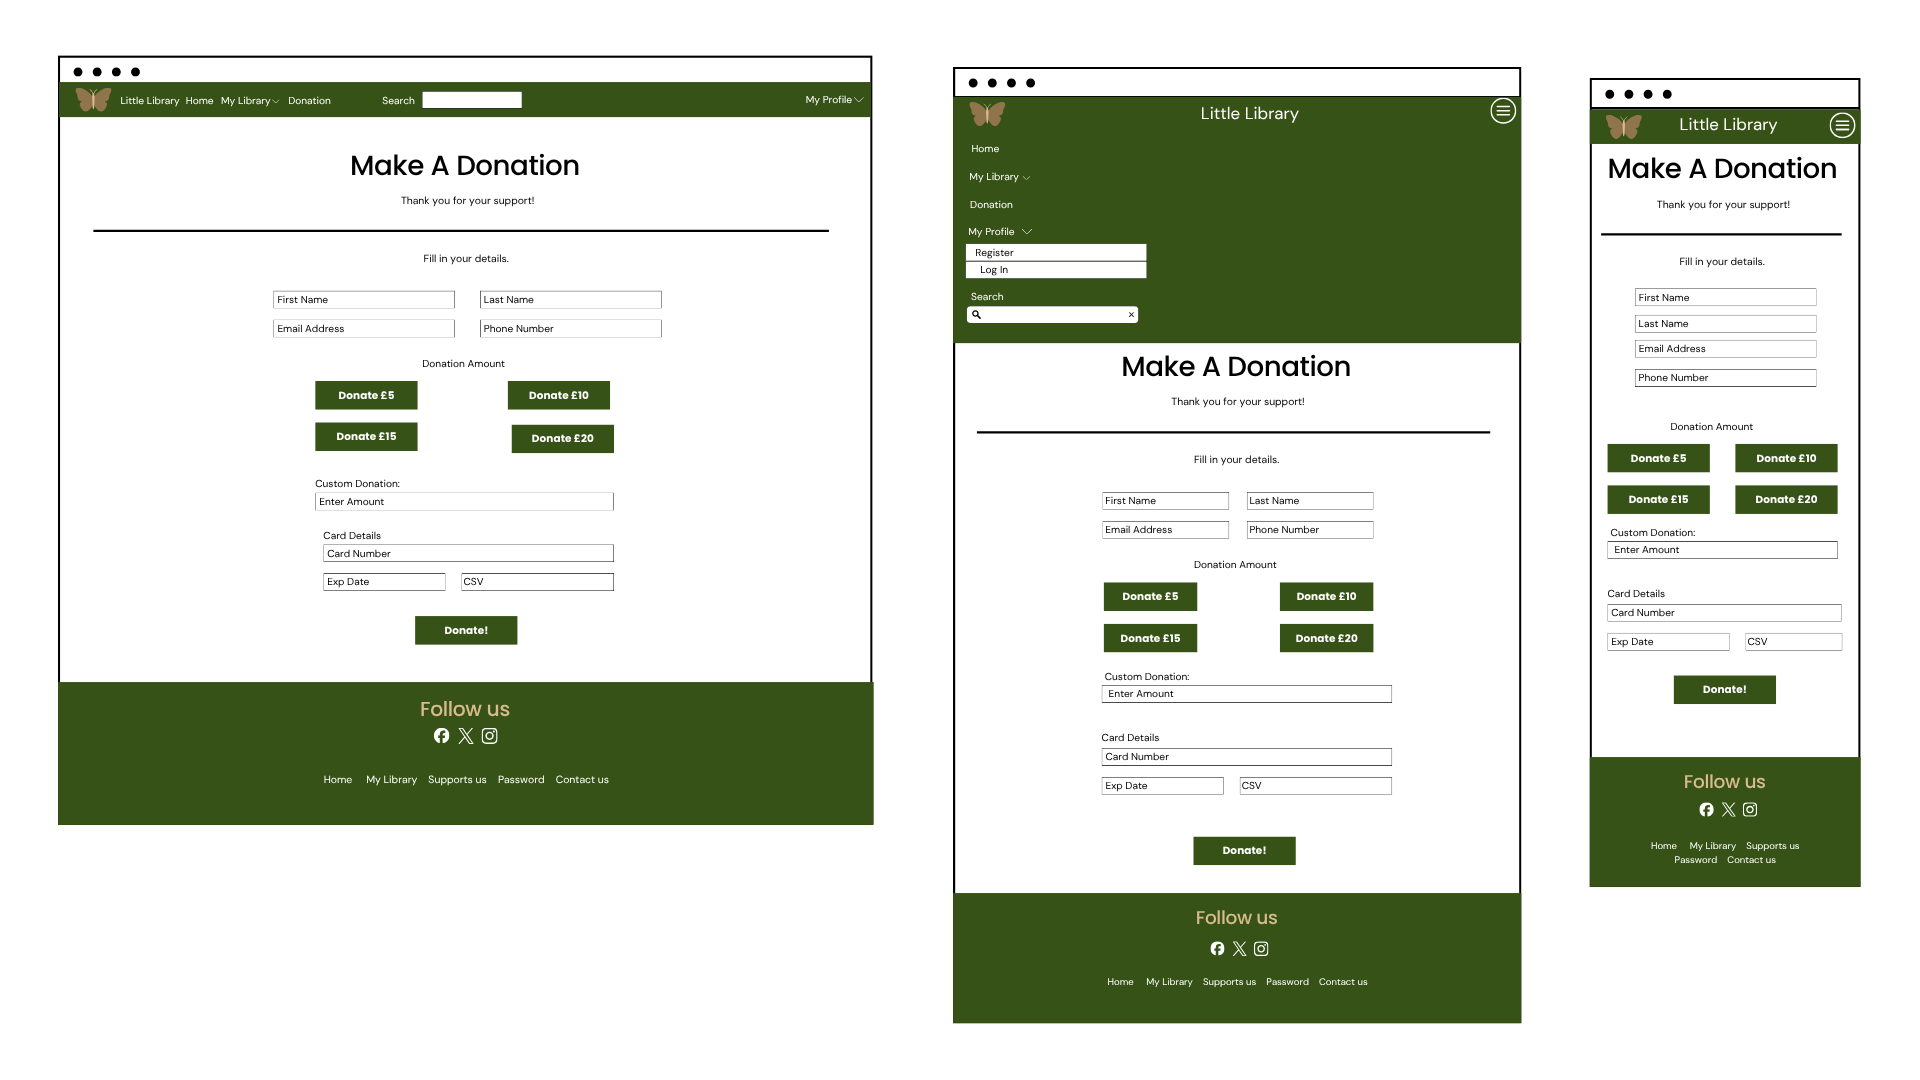 Little Library Home My Library Donation Search My Profile
Make A Donation
Thank you for your support!
Fill in your details.
First Name Last Name
Email Address Phone Number
Donation Amount
Donate £5 Donate £10
Donate £15 Donate £20
Custom Donation:
Enter Amount
Card Details
Card Number
Exp Date CSV
Donate!
Follow us
Home My Library Supports us Password Contact us
Little Library
Home
My Library
Donation
My Profile
Register
Log In
Search
Make A Donation
Thank you for your support!
Fill in your details.
First Name Last Name
Email Address Phone Number
Donation Amount
Donate £5 Donate £10
Donate £15 Donate £20
Custom Donation:
Enter Amount
Card Details
Card Number
Exp Date CSV
Donate!
Follow us
Home My Library Supports us Password Contact us
Little Library
Make A Donation
Thank you for your support!
Fill in your details.
First Name
Last Name
Email Address
Phone Number
Donation Amount
Donate £5 Donate £10
Donate £15 Donate £20
Custom Donation:
Enter Amount
Card Details
Card Number
Exp Date CSV
Donate!
Follow us
Home My Library Supports us
Password Contact us